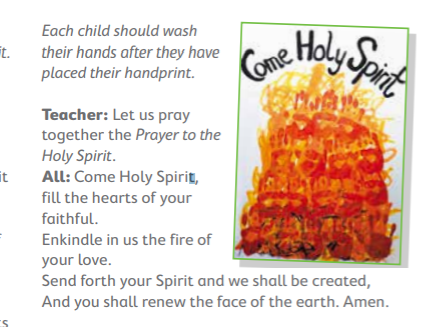 Each child should wash
it. their hands after they have
placed their handprint.
Come Holy Spirit
Teacher: Let us pray
together the Prayer to the
Holy Spirit.
it All: Come Holy Spirit,
fill the hearts of your
faithful.
Enkindle in us the fire of
your love.
Send forth your Spirit and we shall be created,
And you shall renew the face of the earth. Amen.
ts